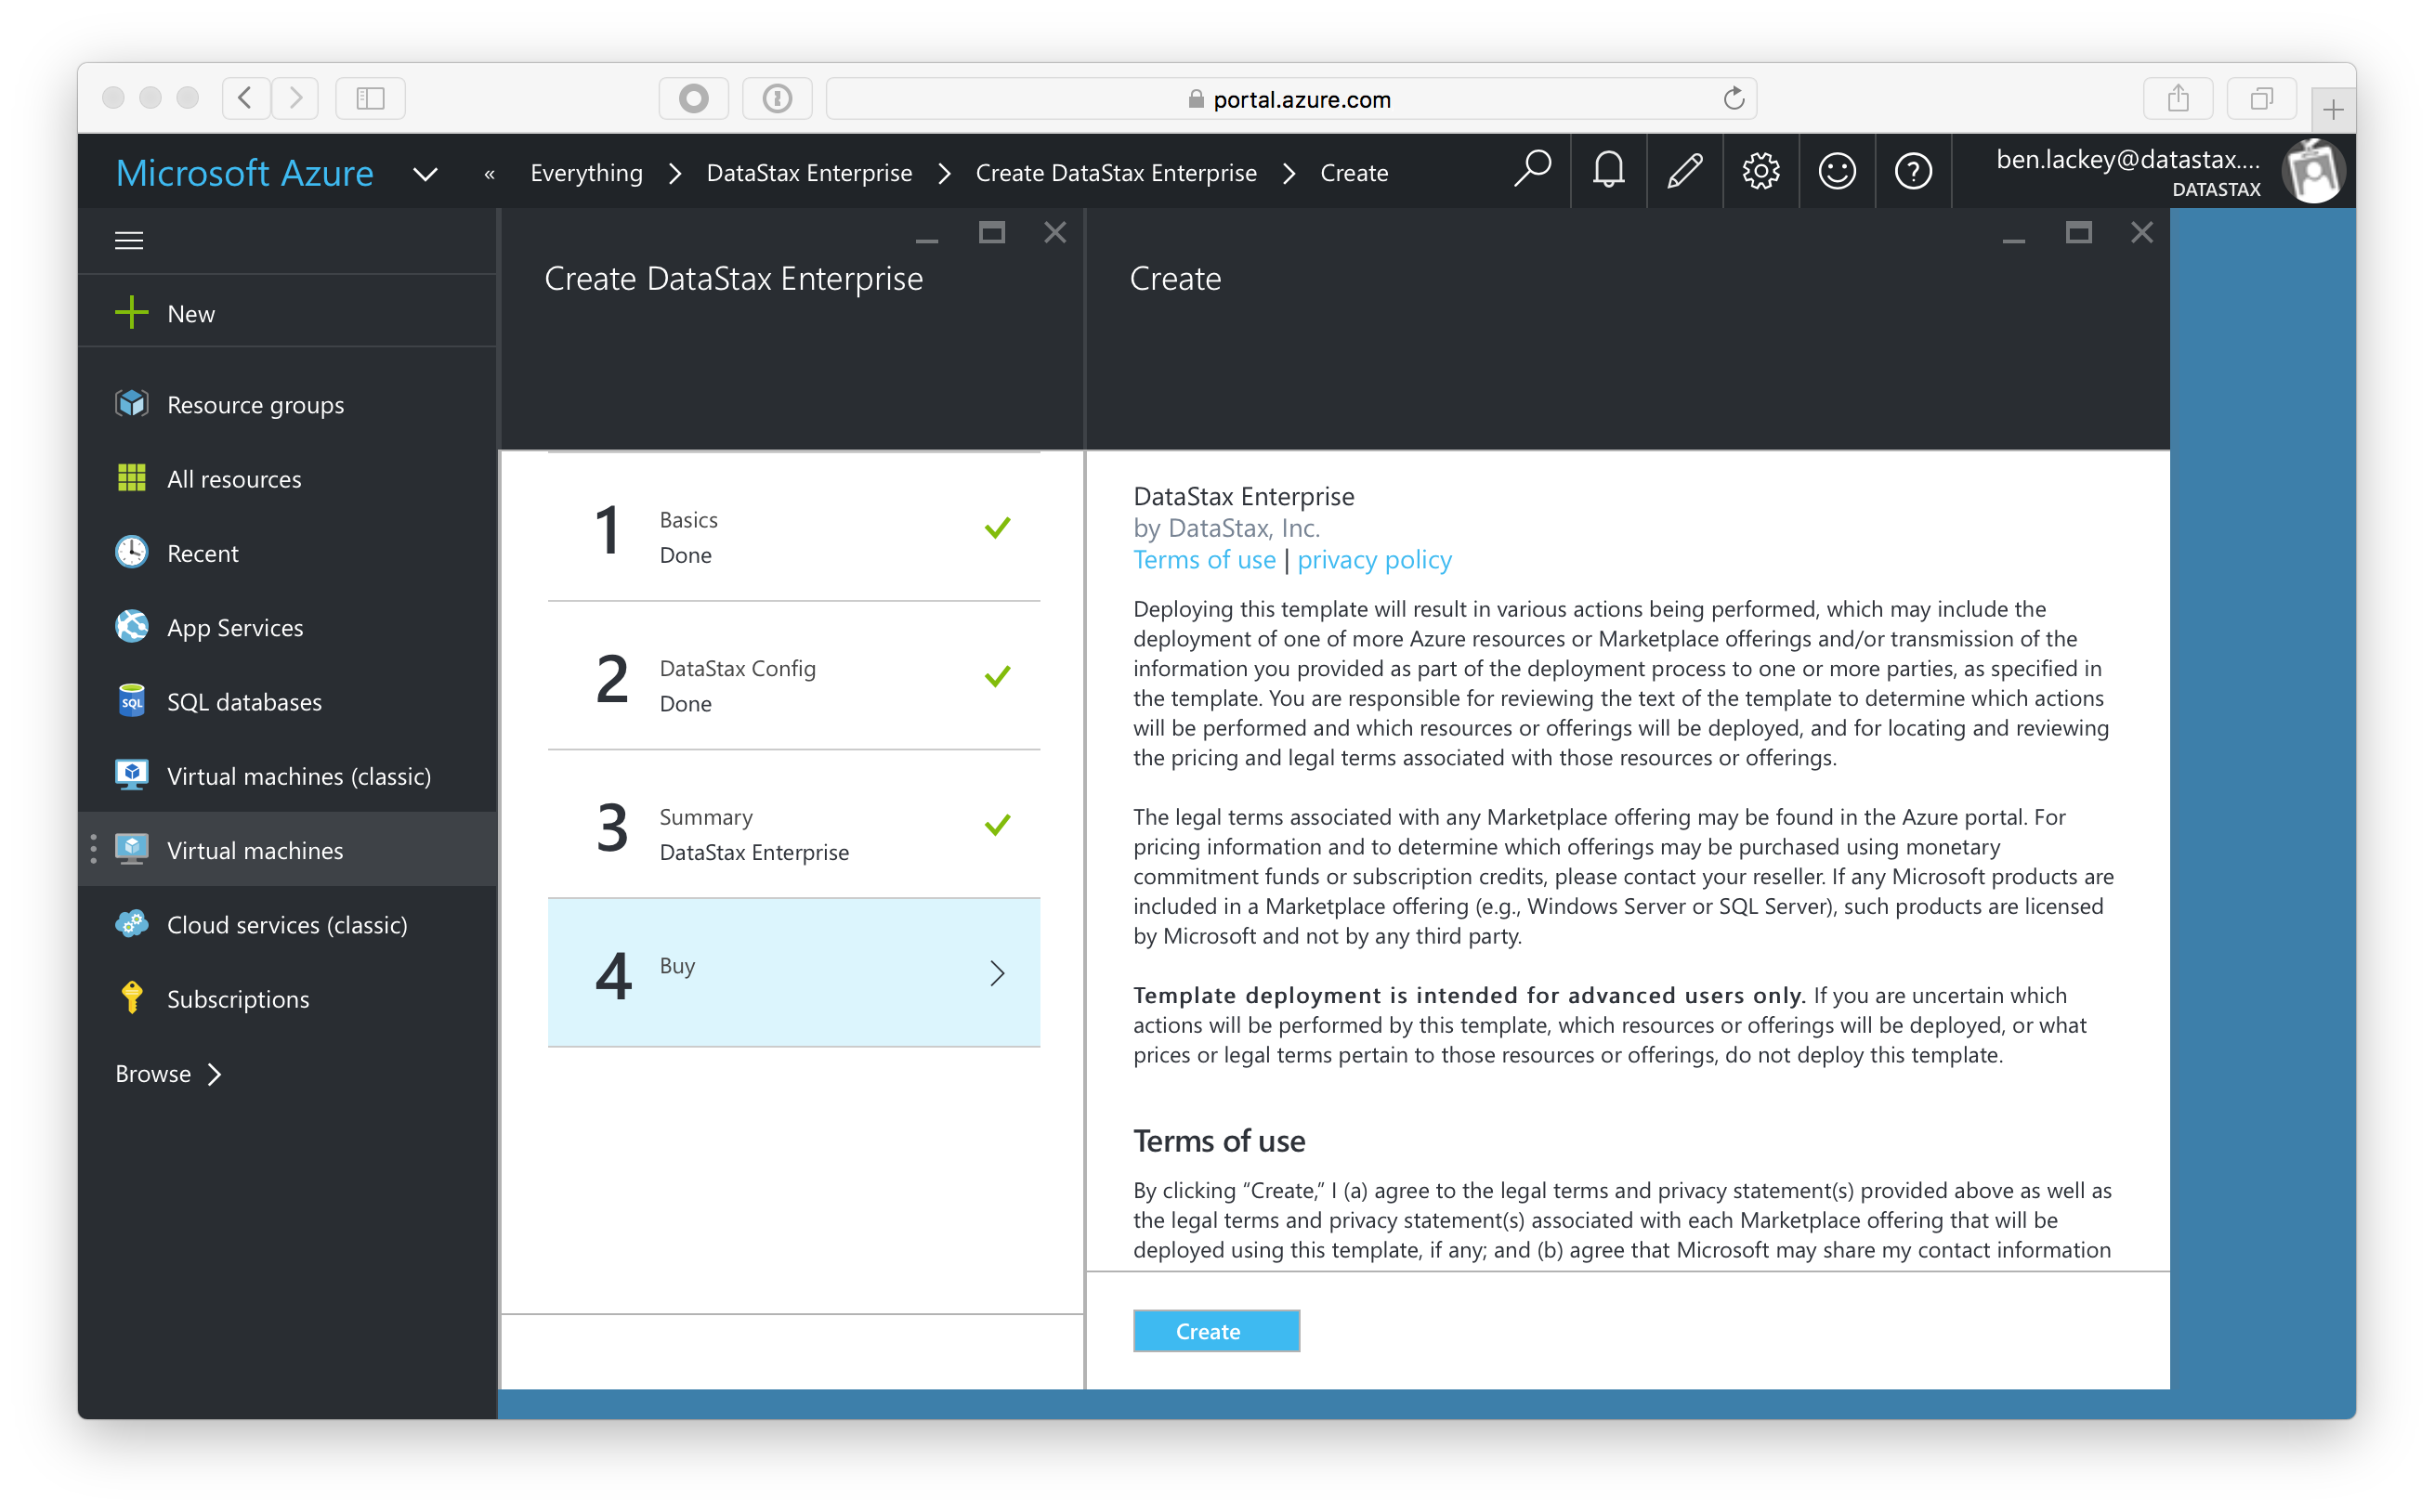 portal.azure.com
Microsoft Azure « Everything > DataStax Enterprise > Create DataStax Enterprise > Create
ben.lackey@datastax....
DATASTAX
New
Resource groups
All resources
Recent
App Services
SQL
SQL databases
Virtual machines (classic)
Virtual machines
Cloud services (classic)
Subscriptions
Browse >
Create DataStax Enterprise
1 Basics
Done
2 DataStax Config
Done
3 Summary
DataStax Enterprise
4 Buy
Create
DataStax Enterprise
by DataStax, Inc.
Terms of use | privacy policy
Deploying this template will result in various actions being performed, which may include the
deployment of one of more Azure resources or Marketplace offerings and/or transmission of the
information you provided as part of the deployment process to one or more parties, as specified in
the template. You are responsible for reviewing the text of the template to determine which actions
will be performed and which resources or offerings will be deployed, and for locating and reviewing
the pricing and legal terms associated with those resources or offerings.
The legal terms associated with any Marketplace offering may be found in the Azure portal. For
pricing information and to determine which offerings may be purchased using monetary
commitment funds or subscription credits, please contact your reseller. If any Microsoft products are
included in a Marketplace offering (e.g., Windows Server or SQL Server), such products are licensed
by Microsoft and not by any third party.
Template deployment is intended for advanced users only. If you are uncertain which
actions will be performed by this template, which resources or offerings will be deployed, or what
prices or legal terms pertain to those resources or offerings, do not deploy this template.
Terms of use
By clicking “Create,” I (a) agree to the legal terms and privacy statement(s) provided above as well as
the legal terms and privacy statement(s) associated with each Marketplace offering that will be
deployed using this template, if any; and (b) agree that Microsoft may share my contact information
Create